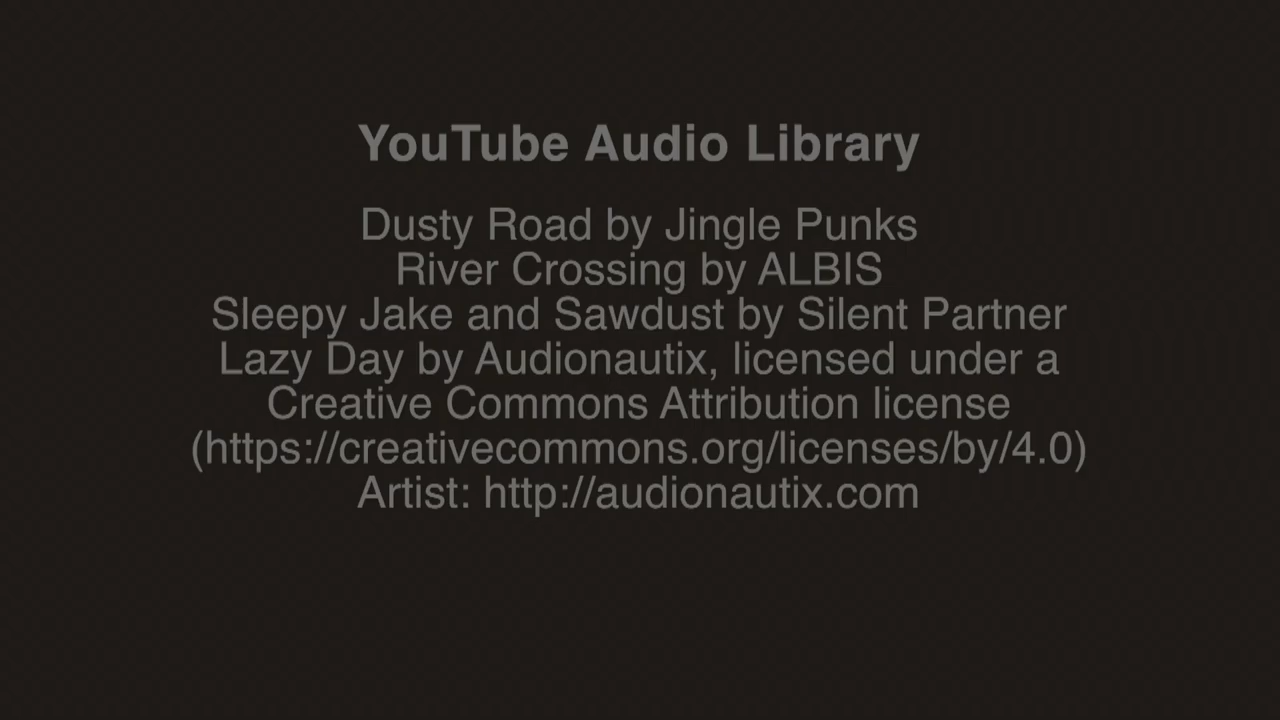 YouTube Audio Library
Dusty Road by Jingle Punks
River Crossing by ALBIS
Sleepy Jake and Sawdust by Silent Partner
Lazy Day by Audionautix, licensed under a
Creative Commons Attribution license
(https://creativecommons.org/licenses/by/4.0)
Artist: http://audionautix.com